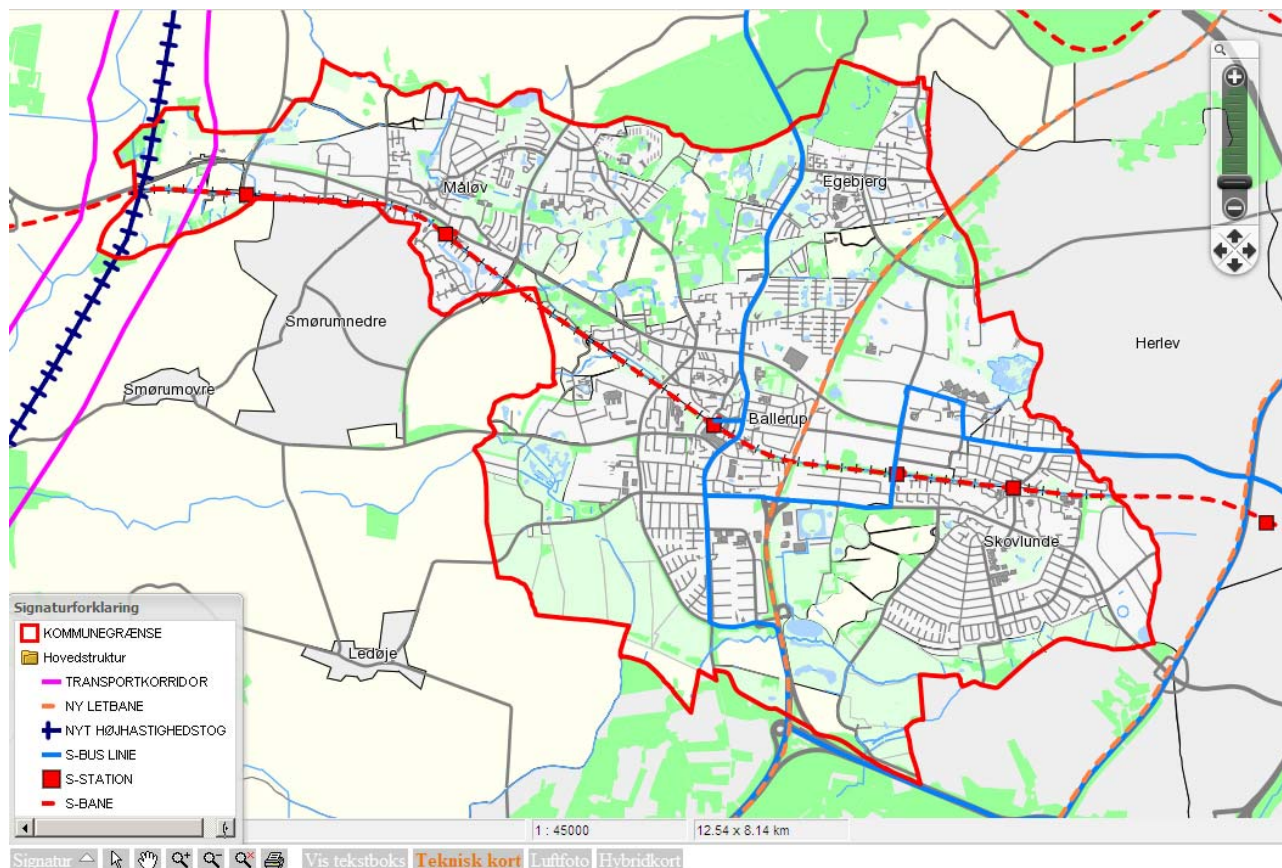 Måløv
Egebjerg
Smørumnedre
Herlev
Smørumovre
Ballerup
Skovlunde
Ledøje
Signaturforklaring
KOMMUNEGRÆNSE
Hovedstruktur
TRANSPORTKORRIDOR
NY LETBANE
NYT HØJHASTIGHEDSTOG
S-BUS LINIE
S-STATION
S-BANE
1 : 45000 12.54 x 8.14 km
Signatur Vis tekstboks Teknisk kort Luftfoto Hybridkort